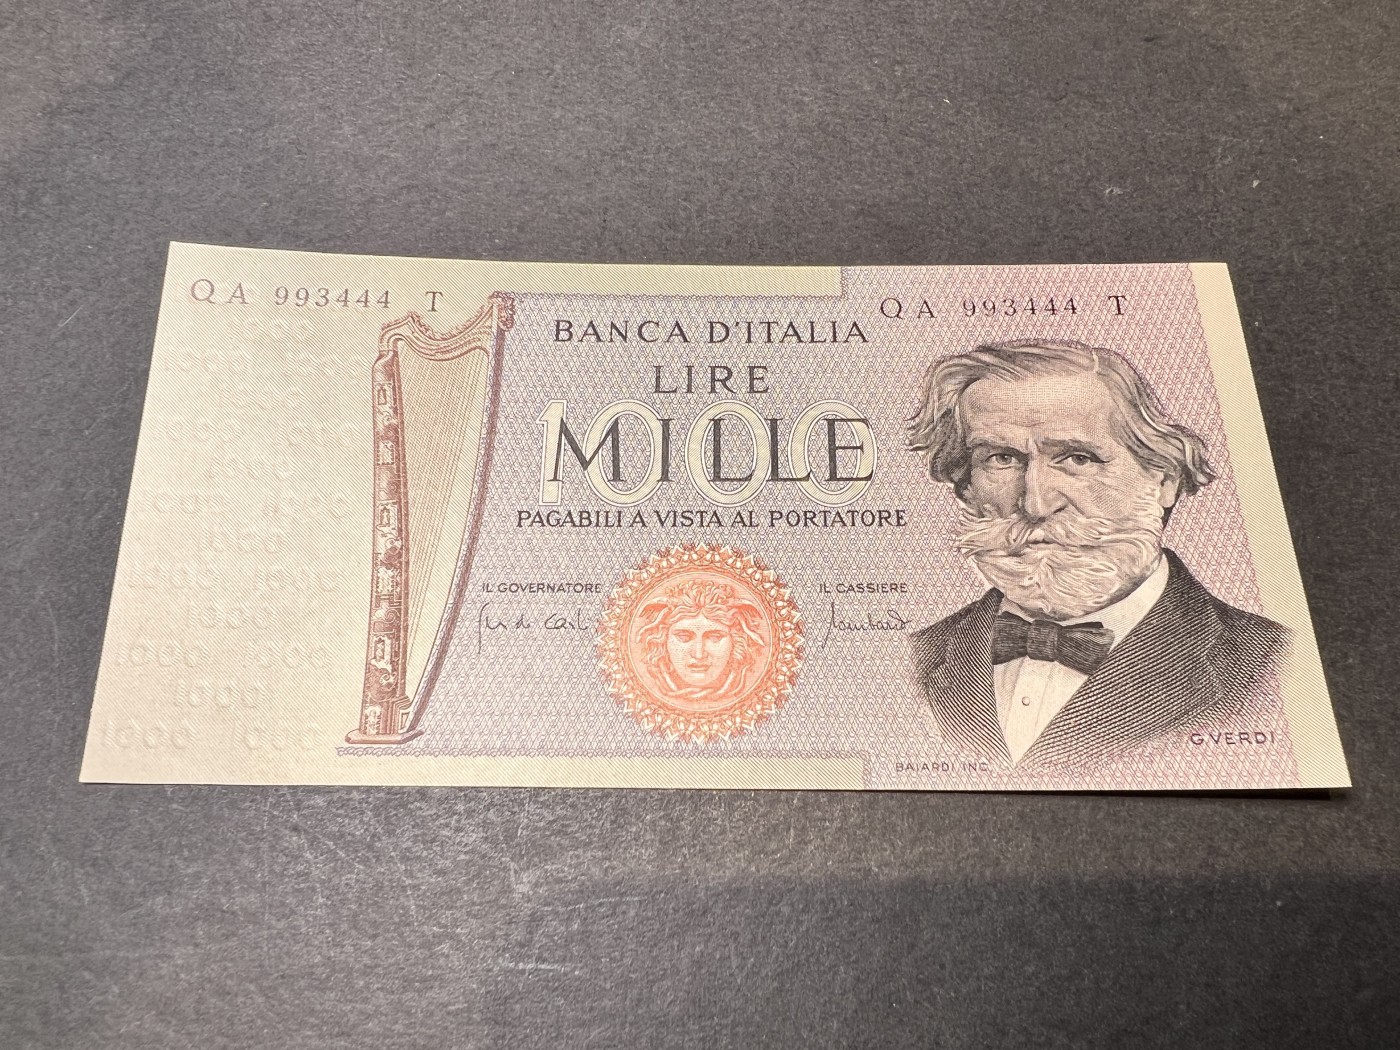 QA 993444 T
QA 993444 T
BANCA D'ITALIA
LIRE
1000
MILLE
PAGABILI A VISTA AL PORTATORE
IL GOVERNATORE
IL CASSIERE
G. VERDI
BAIARDI INC.